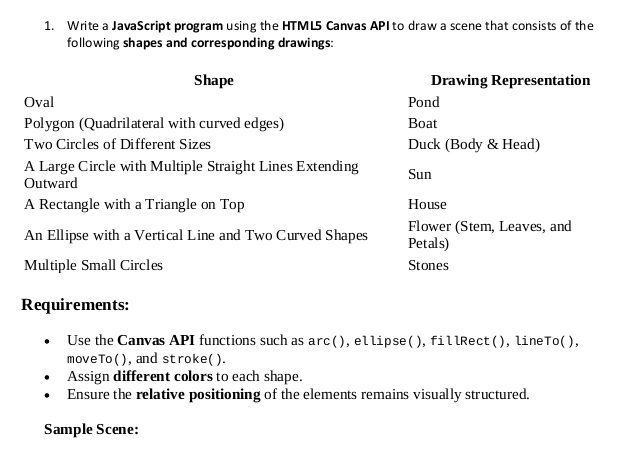 1. Write a JavaScript program using the HTML5 Canvas API to draw a scene that consists of the
following shapes and corresponding drawings:
Shape Drawing Representation
Oval Pond
Polygon (Quadrilateral with curved edges) Boat
Two Circles of Different Sizes Duck (Body & Head)
A Large Circle with Multiple Straight Lines Extending
Outward Sun
A Rectangle with a Triangle on Top House
An Ellipse with a Vertical Line and Two Curved Shapes Flower (Stem, Leaves, and
Petals)
Multiple Small Circles Stones
Requirements:
• Use the Canvas API functions such as arc(), ellipse(), fillRect(), lineTo(),
moveTo(), and stroke().
• Assign different colors to each shape.
• Ensure the relative positioning of the elements remains visually structured.
Sample Scene: